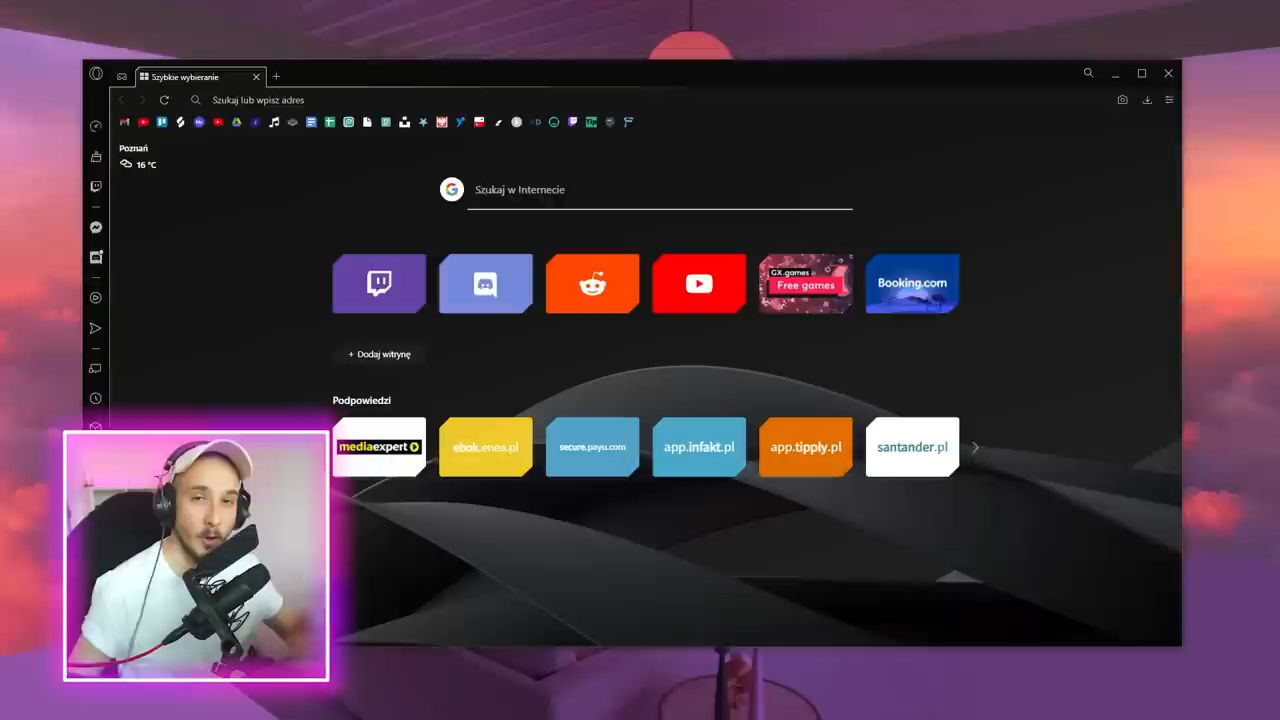 Szybkie wybieranie
Szukaj lub wpisz adres
Poznań
16 °C
Szukaj w Internecie
GX.games
Free games
Booking.com
+ Dodaj witrynę
Podpowiedzi
mediaexpert
ebok.enea.pl
secure.payu.com
app.infakt.pl
app.tipply.pl
santander.pl